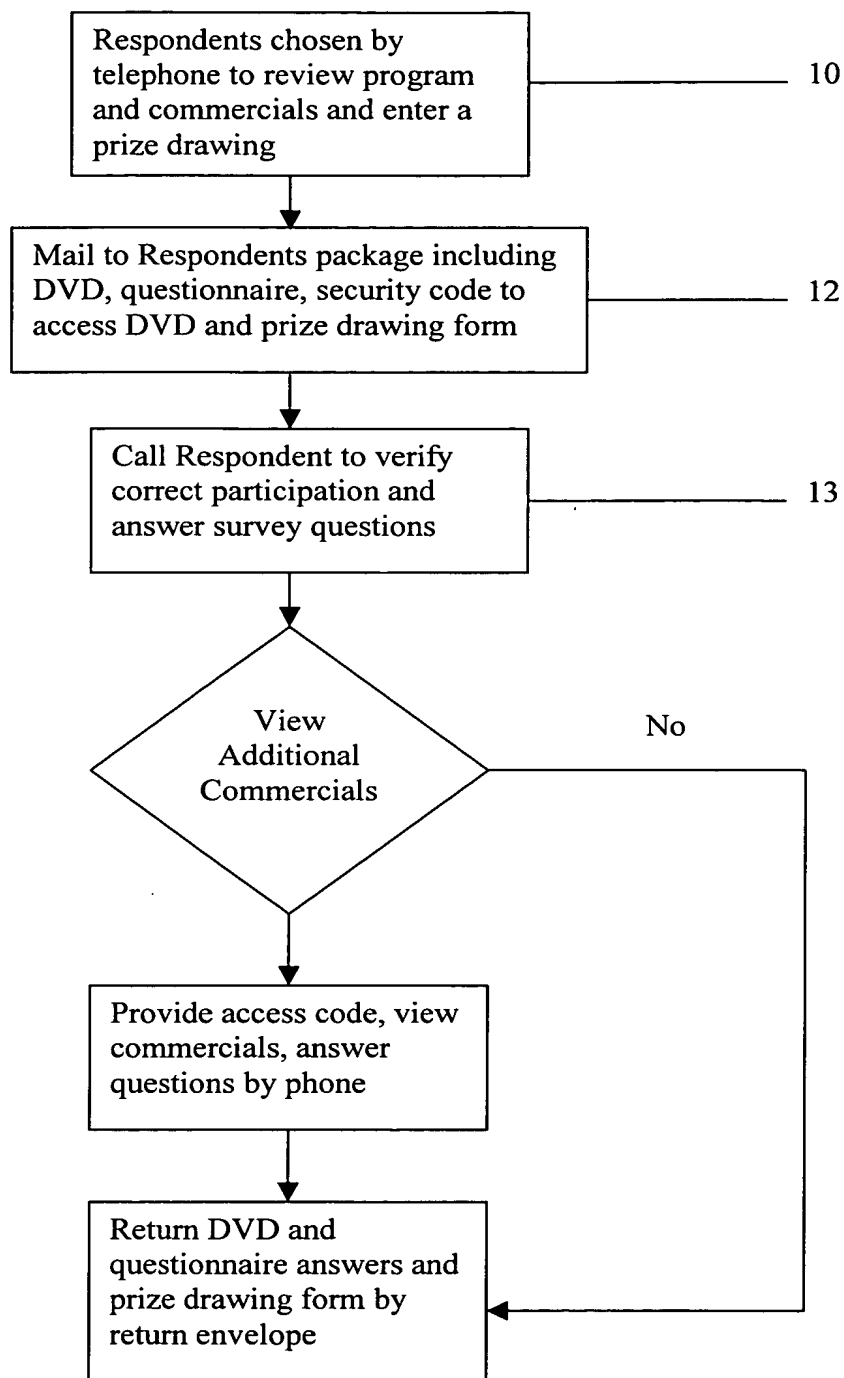 Respondents chosen by
telephone to review program
and commercials and enter a
prize drawing
10
Mail to Respondents package including
DVD, questionnaire, security code to
access DVD and prize drawing form
12
Call Respondent to verify
correct participation and
answer survey questions
13
View
Additional
Commercials
No
Provide access code, view
commercials, answer
questions by phone
Return DVD and
questionnaire answers and
prize drawing form by
return envelope